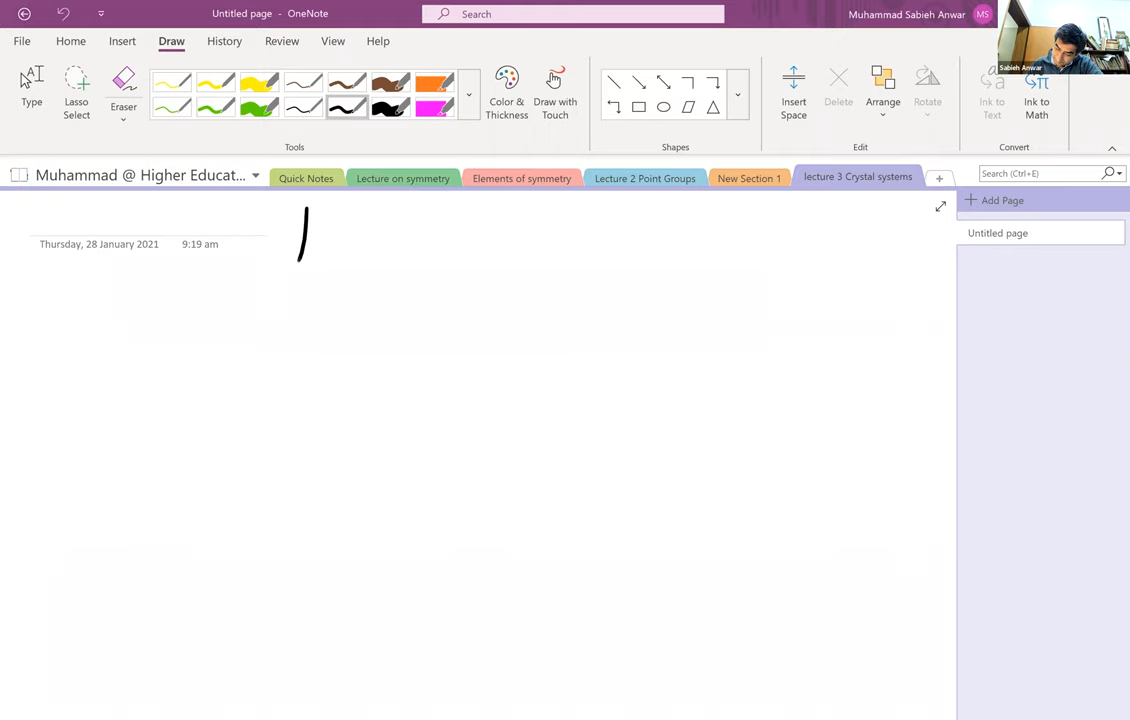 Untitled page - OneNote
Search
Muhammad Sabieh Anwar
MS
File
Home
Insert
Draw
History
Review
View
Help
Sabieh Anwar
Type
Lasso
Select
Eraser
Color &
Thickness
Draw with
Touch
Insert
Space
Delete
Arrange
Rotate
Ink to
Text
Ink to
Math
Tools
Shapes
Edit
Convert
Muhammad @ Higher Educat...
Quick Notes
Lecture on symmetry
Elements of symmetry
Lecture 2 Point Groups
New Section 1
lecture 3 Crystal systems
Search (Ctrl+E)
Add Page
Untitled page
Thursday, 28 January 2021
9:19 am